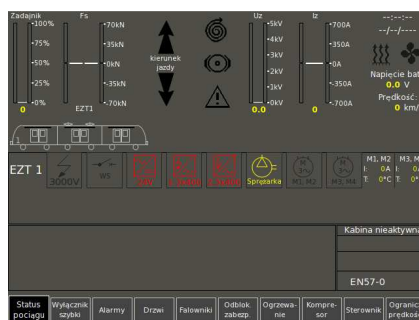 Zadajnik Fs Uz Iz --:--:--
100% 70kN 5kV 700A --/--/----
75% 35kN 4kV 350A
50% kierunek jazdy 0kN 3kV 0A
25% -35kN 2kV -350A
0% -70kN 1kV -700A
0kV
0 EZT1 0.0 0
Napięcie bat
0.0 V
Prędkość:
0 km/
1
EZT 1 3000V WS Sprężarka M1, M2 M3, M4
M1, M2 M3, M
I: 0A I: 0
T: 0°C T: 0°
Kabina nieaktywna
EN57-0
Status pociągu Wyłącznik szybki Alarmy Drzwi Falowniki Odblok. zabezp. Ogrzewa-nie Kompre-sor Sterownik Ogranic prędkoś